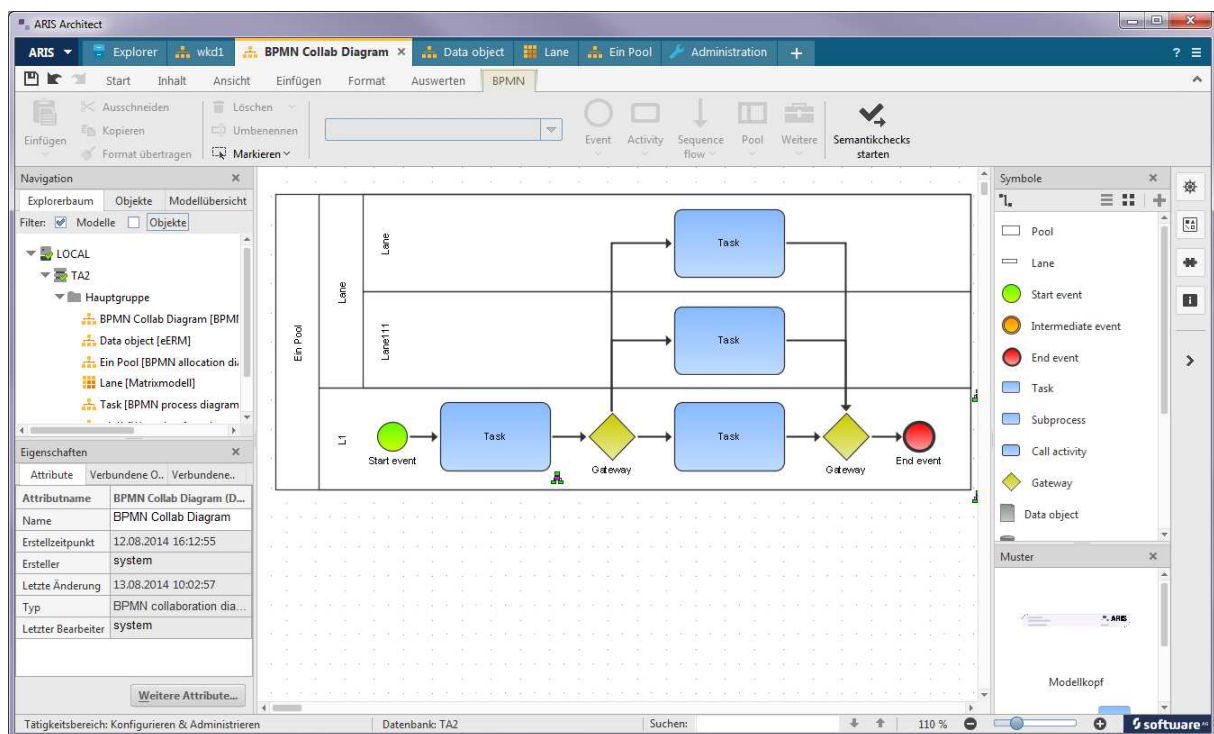 ARIS Architect
ARIS Explorer wkd1 BPMN Collab Diagram Data object Lane Ein Pool Administration + ?
Start Inhalt Ansicht Einfügen Format Auswerten BPMN
Einfügen
Ausschneiden
Kopieren
Format übertragen
Löschen
Umbenennen
Markieren
Event Activity Sequence flow Pool Weitere
Semantikchecks starten
Navigation
Explorerbaum Objekte Modellübersicht
Filter: Modelle Objekte
LOCAL
TA2
Hauptgruppe
BPMN Collab Diagram [BPMN
Data object [eERM]
Ein Pool [BPMN allocation di
Lane [Matrixmodell]
Task [BPMN process diagram
Eigenschaften
Attribute Verbundene O.. Verbundene..
Attributname BPMN Collab Diagram (D...
Name BPMN Collab Diagram
Erstellzeitpunkt 12.08.2014 16:12:55
Ersteller system
Letzte Änderung 13.08.2014 10:02:57
Typ BPMN collaboration dia...
Letzter Bearbeiter system
Weitere Attribute...
Ein Pool
Lane
Lane
Task
Lane111
Task
L1
Start event
Task
Gateway
Task
Gateway
End event
Symbole
Pool
Lane
Start event
Intermediate event
End event
Task
Subprocess
Call activity
Gateway
Data object
Muster
ARIS
Modellkopf
Tätigkeitsbereich: Konfigurieren & Administrieren Datenbank: TA2 Suchen: 110 % software AG